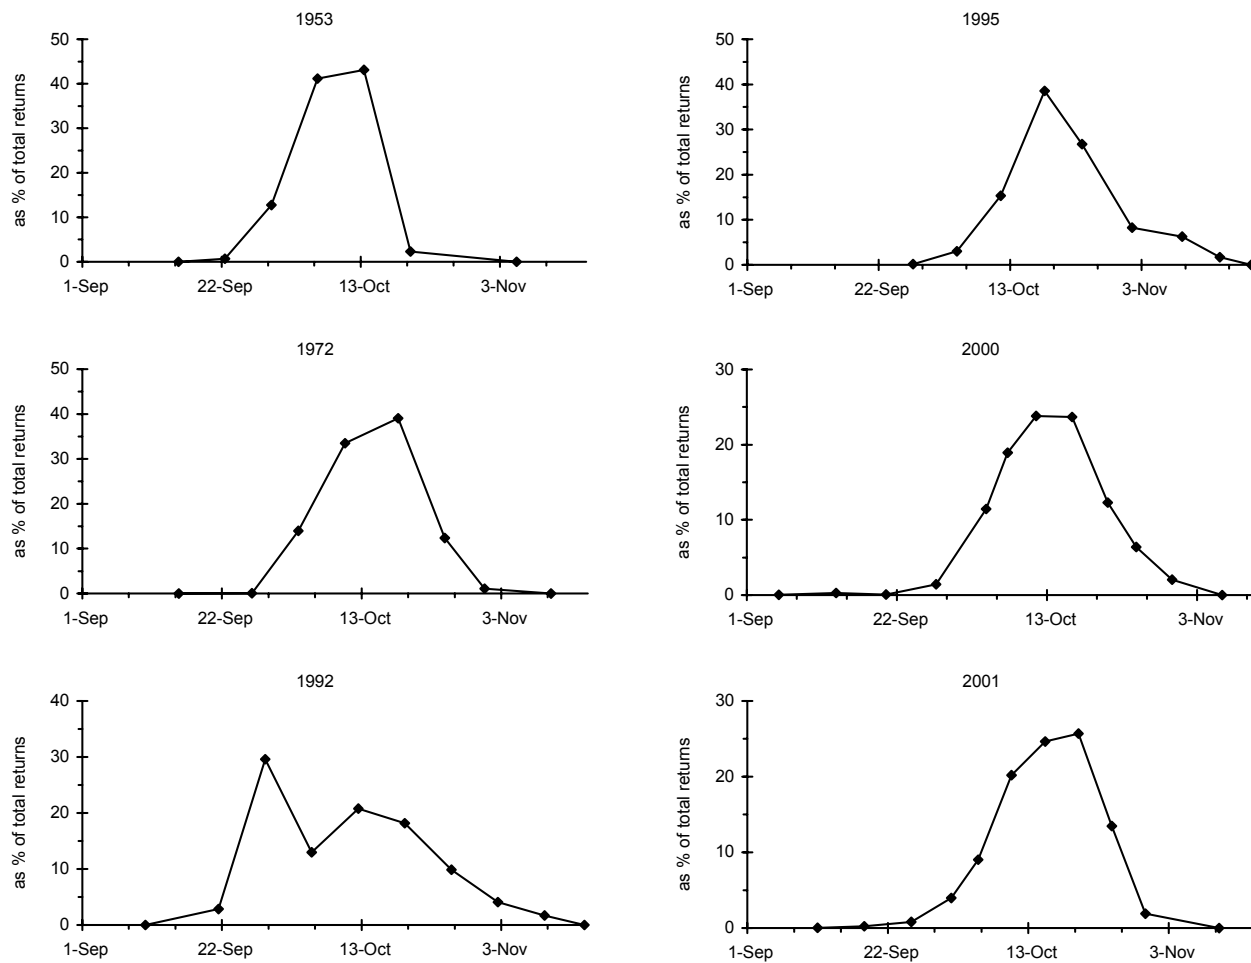 1953
as % of total returns
50
40
30
20
10
0
1-Sep
22-Sep
13-Oct
3-Nov
1995
as % of total returns
50
40
30
20
10
0
1-Sep
22-Sep
13-Oct
3-Nov
1972
as % of total returns
50
40
30
20
10
0
1-Sep
22-Sep
13-Oct
3-Nov
2000
as % of total returns
30
20
10
0
1-Sep
22-Sep
13-Oct
3-Nov
1992
as % of total returns
40
30
20
10
0
1-Sep
22-Sep
13-Oct
3-Nov
2001
as % of total returns
30
20
10
0
1-Sep
22-Sep
13-Oct
3-Nov